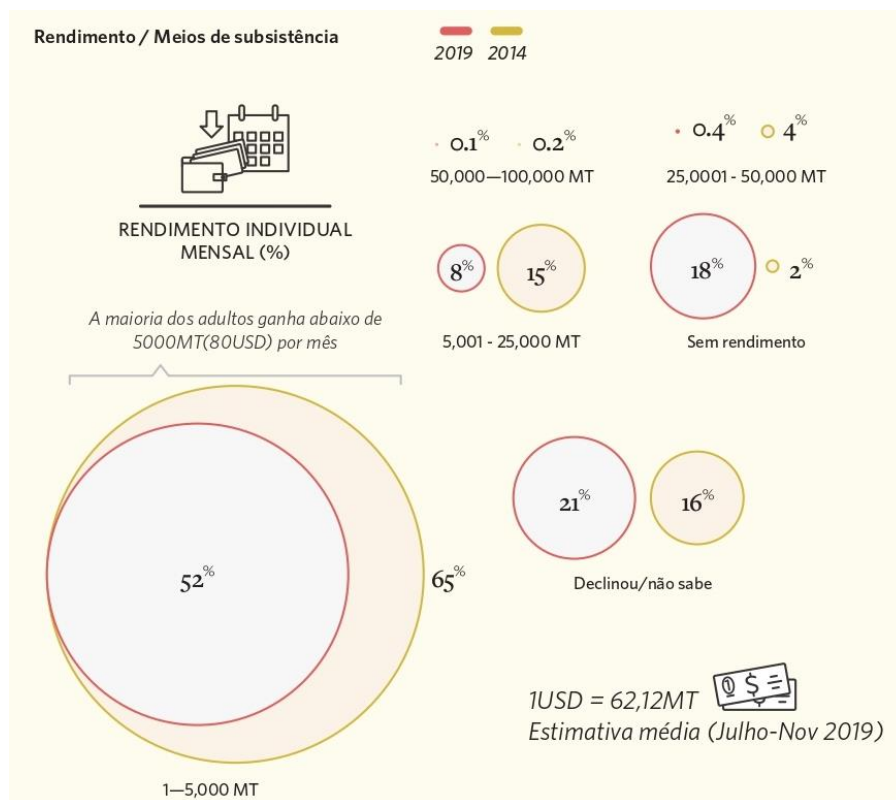 Rendimento / Meios de subsistência
2019 2014
RENDIMENTO INDIVIDUAL
MENSAL (%)
0.1% 0.2%
50,000—100,000 MT
0.4% 4%
25,0001 - 50,000 MT
8% 15%
5,001 - 25,000 MT
18% 2%
Sem rendimento
A maioria dos adultos ganha abaixo de
5000MT(80USD) por mês
52% 65%
1—5,000 MT
21% 16%
Declinou/não sabe
1 $
1USD = 62,12MT
Estimativa média (Julho-Nov 2019)